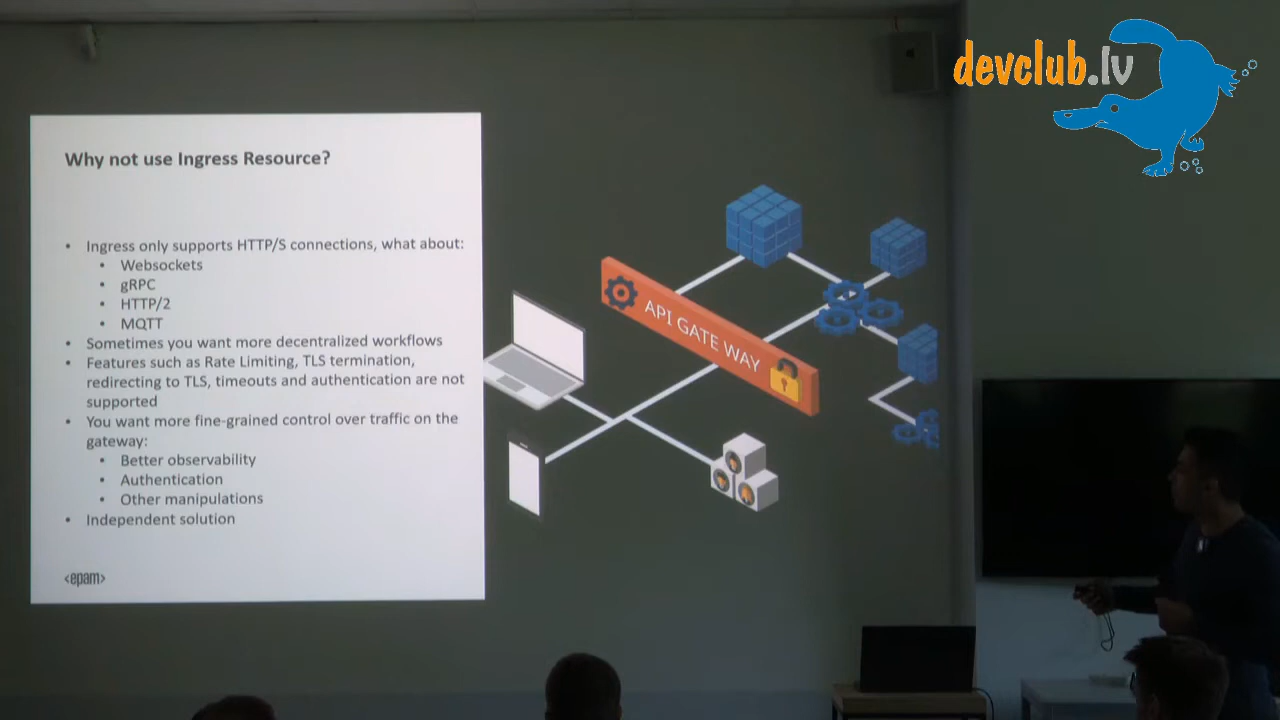 devclub.lv
Why not use Ingress Resource?
• Ingress only supports HTTP/S connections, what about:
• Websockets
• gRPC
• HTTP/2
• MQTT
• Sometimes you want more decentralized workflows
• Features such as Rate Limiting, TLS termination,
redirecting to TLS, timeouts and authentication are not
supported
• You want more fine-grained control over traffic on the
gateway:
• Better observability
• Authentication
• Other manipulations
• Independent solution
<epam>
API GATE WAY